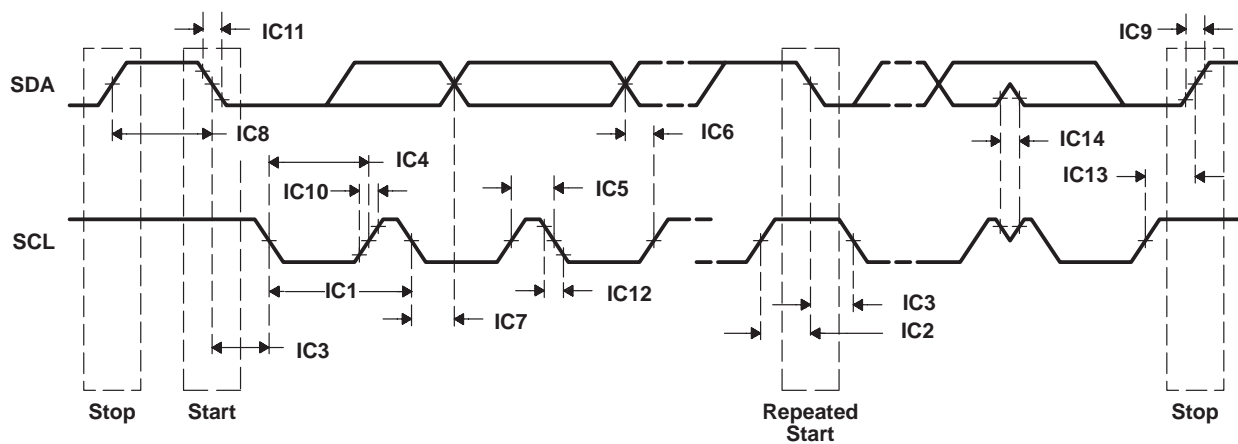 IC11
IC9
SDA
IC8
IC6
IC4
IC14
IC10
IC5
IC13
SCL
IC1
IC12
IC7
IC3
IC3
IC2
Stop
Start
Repeated
Start
Stop